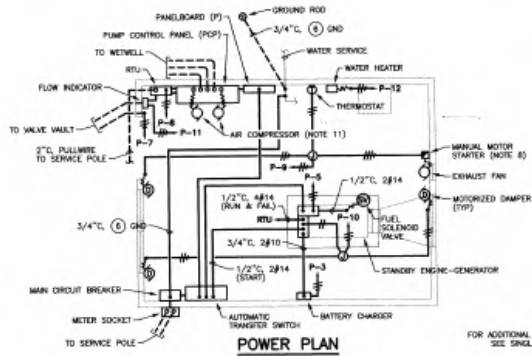 GROUND ROD
PANELBOARD (P)
3/4"C, 6 GND
PUMP CONTROL PANEL (PCP)
TO WETWELL
WATER SERVICE
RTU
WATER HEATER
FLOW INDICATOR
P-12
THERMOSTAT
P-8
P-11
AIR COMPRESSOR (NOTE 11)
TO VALVE VAULT
P-7
2"C, PULLWIRE
TO SERVICE POLE
MANUAL MOTOR
STARTER (NOTE 8)
P-9
P-5
1/2"C, 2#14
EXHAUST FAN
1/2"C, 4#14
(RUN & FAIL)
MOTORIZED DAMPER
(TYP)
RTU
P-10
FUEL
SOLENOID
VALVE
3/4"C, 6 GND
3/4"C, 2#10
1/2"C, 2#14
(START)
P-3
STANDBY ENGINE-GENERATOR
MAIN CIRCUIT BREAKER
BATTERY CHARGER
METER SOCKET
AUTOMATIC
TRANSFER SWITCH
TO SERVICE POLE
POWER PLAN
FOR ADDITIONAL